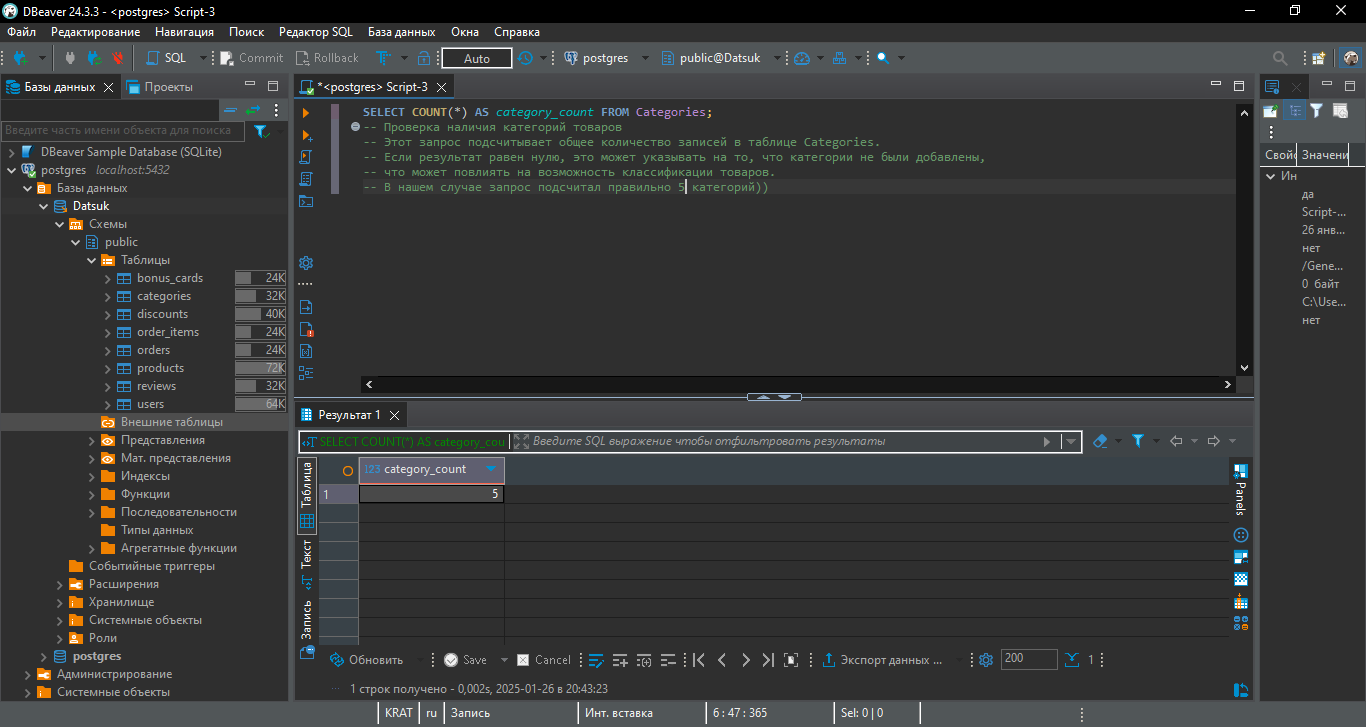 DBeaver 24.3.3 - <postgres> Script-3
Файл Редактирование Навигация Поиск Редактор SQL База данных Окна Справка
SQL Commit Rollback Auto postgres public@Datsuk
Базы данных Проекты
Введите часть имени объекта для поиска
DBeaver Sample Database (SQLite)
postgres localhost:5432
Базы данных
Datsuk
Схемы
public
Таблицы
bonus_cards 24K
categories 32K
discounts 40K
order_items 24K
orders 24K
products 72K
reviews 32K
users 64K
Внешние таблицы
Представления
Мат. представления
Индексы
Функции
Последовательности
Типы данных
Агрегатные функции
Событийные триггеры
Расширения
Хранилище
Системные объекты
Роли
postgres
Администрирование
Системные объекты
*<postgres> Script-3
SELECT COUNT(*) AS category_count FROM Categories;
-- Проверка наличия категорий товаров
-- Этот запрос подсчитывает общее количество записей в таблице Categories.
-- Если результат равен нулю, это может указывать на то, что категории не были добавлены,
-- что может повлиять на возможность классификации товаров.
-- В нашем случае запрос подсчитал правильно 5 категорий))
Результат 1
SELECT COUNT(*) AS category_cou Введите SQL выражение чтобы отфильтровать результаты
Таблица
Текст
Запись
123 category_count
1 5
Panels
Обновить Save Cancel Экспорт данных ... 200 1
1 строк получено - 0,002s, 2025-01-26 в 20:43:23
Свой Значени
Ин
да
Script-...
26 янв...
нет
/Gene...
0 байт
C:\Use...
нет
KRAT ru Запись Инт. вставка 6 : 47 : 365 Sel: 0 | 0